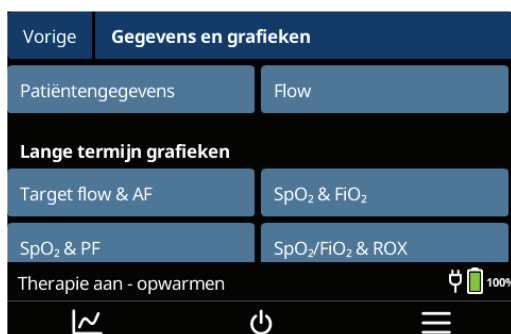 Vorige Gegevens en grafieken
Patiëntengegevens Flow
Lange termijn grafieken
Target flow & AF SpO₂ & FiO₂
SpO₂ & PF SpO₂/FiO₂ & ROX
Therapie aan - opwarmen 100%